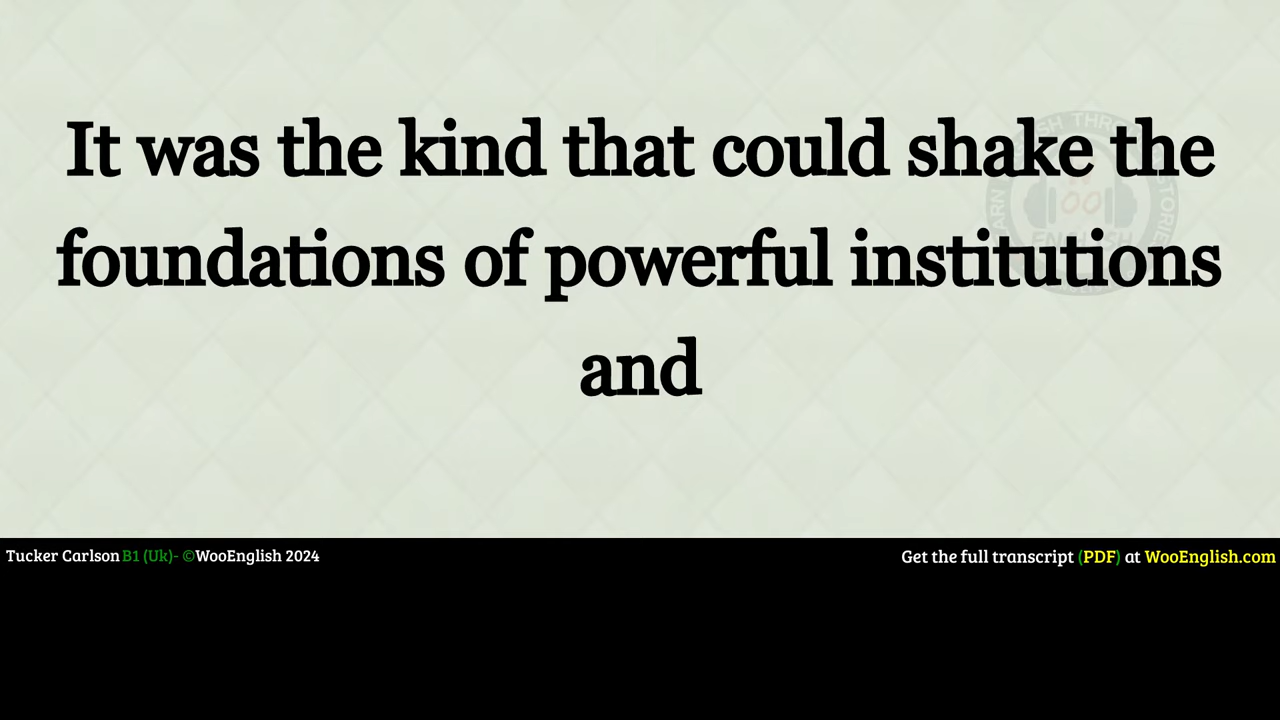 It was the kind that could shake the
foundations of powerful institutions
and
Tucker Carlson B1 (Uk)- ©WooEnglish 2024
Get the full transcript (PDF) at WooEnglish.com